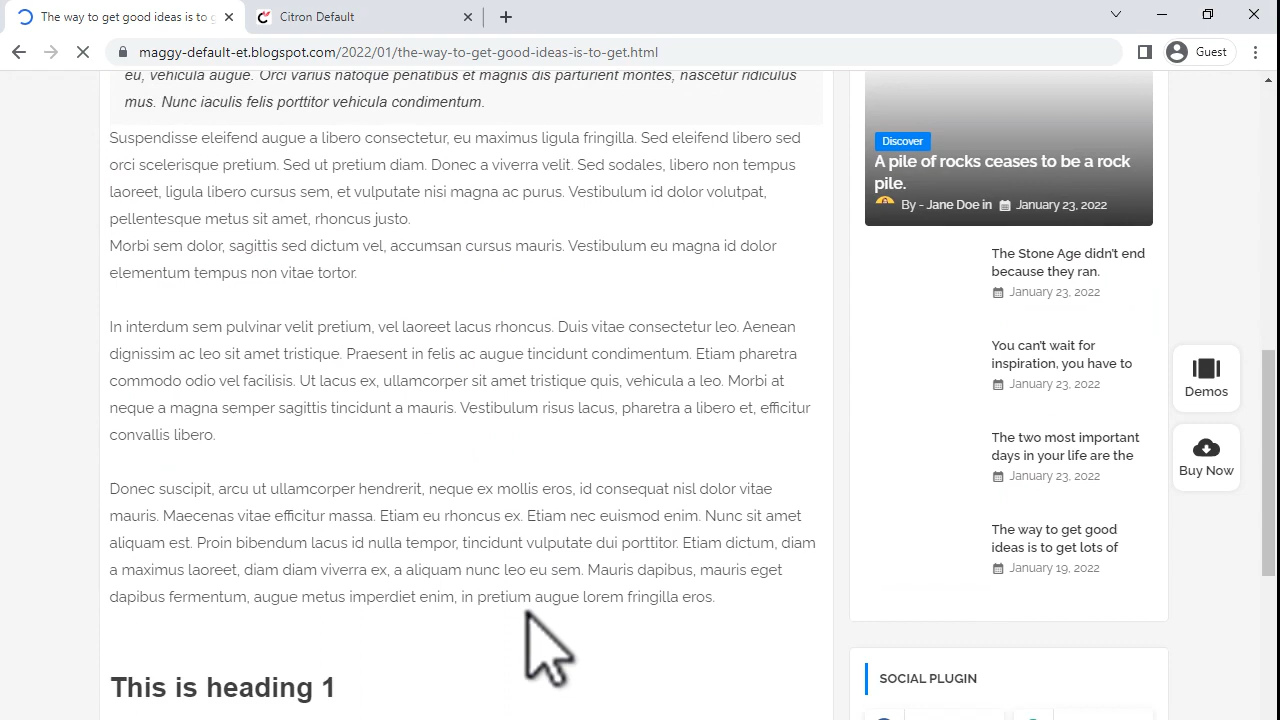 The way to get good ideas is to g
Citron Default
maggy-default-et.blogspot.com/2022/01/the-way-to-get-good-ideas-is-to-get.html
Guest
eu, vehicula augue. Orci varius natoque penatibus et magnis dis parturient montes, nascetur ridiculus
mus. Nunc iaculis felis porttitor vehicula condimentum.
Suspendisse eleifend augue a libero consectetur, eu maximus ligula fringilla. Sed eleifend libero sed
orci scelerisque pretium. Sed ut pretium diam. Donec a viverra velit. Sed sodales, libero non tempus
laoreet, ligula libero cursus sem, et vulputate nisi magna ac purus. Vestibulum id dolor volutpat,
pellentesque metus sit amet, rhoncus justo.
Morbi sem dolor, sagittis sed dictum vel, accumsan cursus mauris. Vestibulum eu magna id dolor
elementum tempus non vitae tortor.
In interdum sem pulvinar velit pretium, vel laoreet lacus rhoncus. Duis vitae consectetur leo. Aenean
dignissim ac leo sit amet tristique. Praesent in felis ac augue tincidunt condimentum. Etiam pharetra
commodo odio vel facilisis. Ut lacus ex, ullamcorper sit amet tristique quis, vehicula a leo. Morbi at
neque a magna semper sagittis tincidunt a mauris. Vestibulum risus lacus, pharetra a libero et, efficitur
convallis libero.
Donec suscipit, arcu ut ullamcorper hendrerit, neque ex mollis eros, id consequat nisl dolor vitae
mauris. Maecenas vitae efficitur massa. Etiam eu rhoncus ex. Etiam nec euismod enim. Nunc sit amet
aliquam est. Proin bibendum lacus id nulla tempor, tincidunt vulputate dui porttitor. Etiam dictum, diam
a maximus laoreet, diam diam viverra ex, a aliquam nunc leo eu sem. Mauris dapibus, mauris eget
dapibus fermentum, augue metus imperdiet enim, in pretium augue lorem fringilla eros.
This is heading 1
Discover
A pile of rocks ceases to be a rock
pile.
By - Jane Doe in January 23, 2022
The Stone Age didn't end
because they ran.
January 23, 2022
You can't wait for
inspiration, you have to
January 23, 2022
The two most important
days in your life are the
January 23, 2022
The way to get good
ideas is to get lots of
January 19, 2022
SOCIAL PLUGIN
Demos
Buy Now